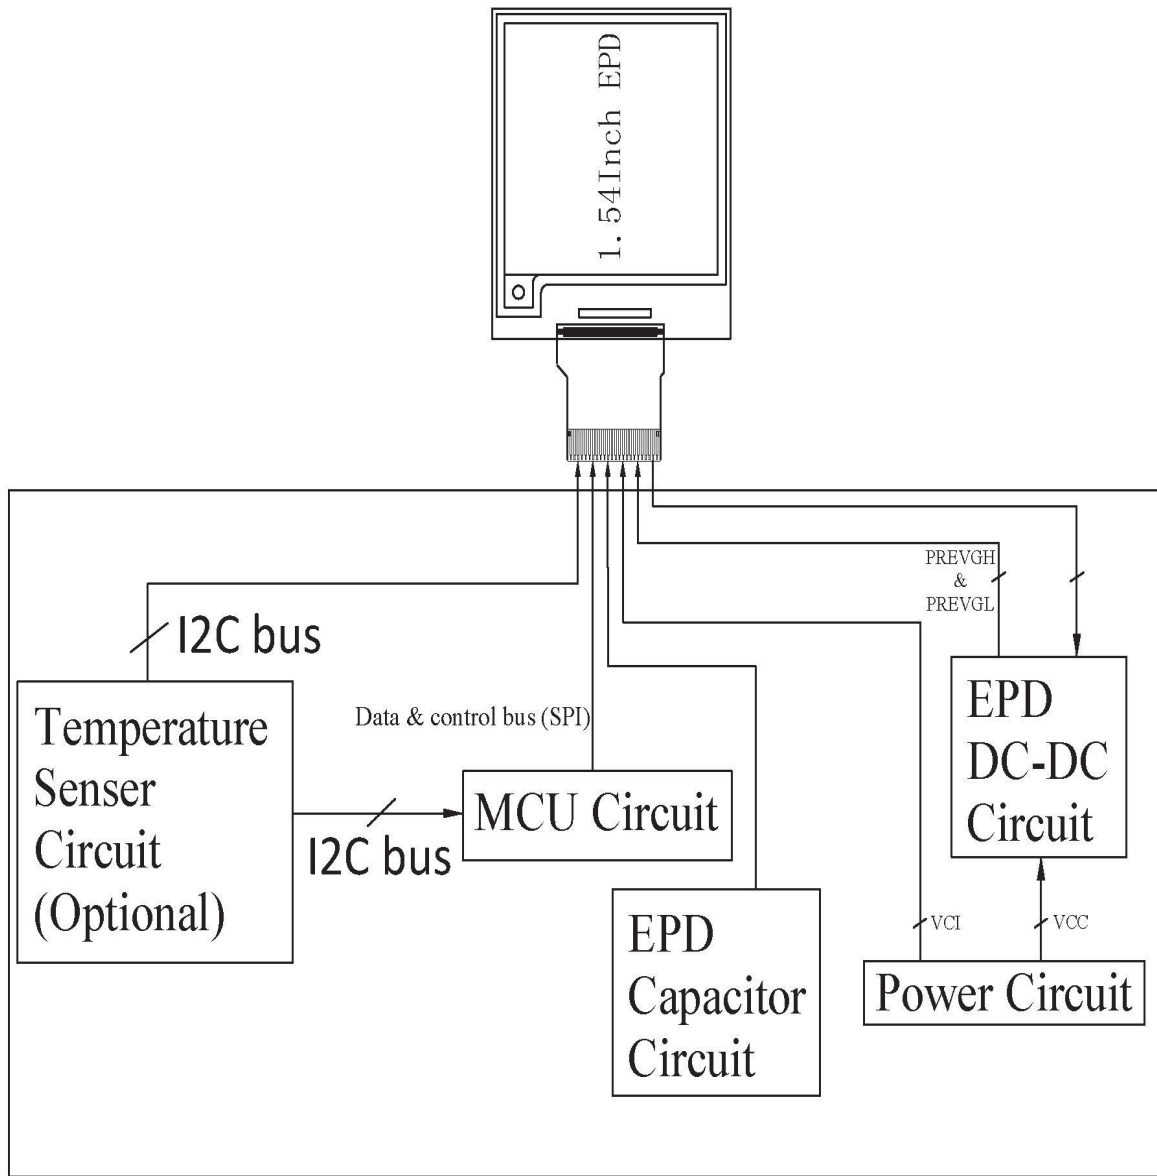 1.54Inch EPD
PREVGH
&
PREVGL
I2C bus
Temperature
Senser
Circuit
(Optional)
Data & control bus (SPI)
MCU Circuit
I2C bus
EPD
DC-DC
Circuit
EPD
Capacitor
Circuit
VCI
VCC
Power Circuit